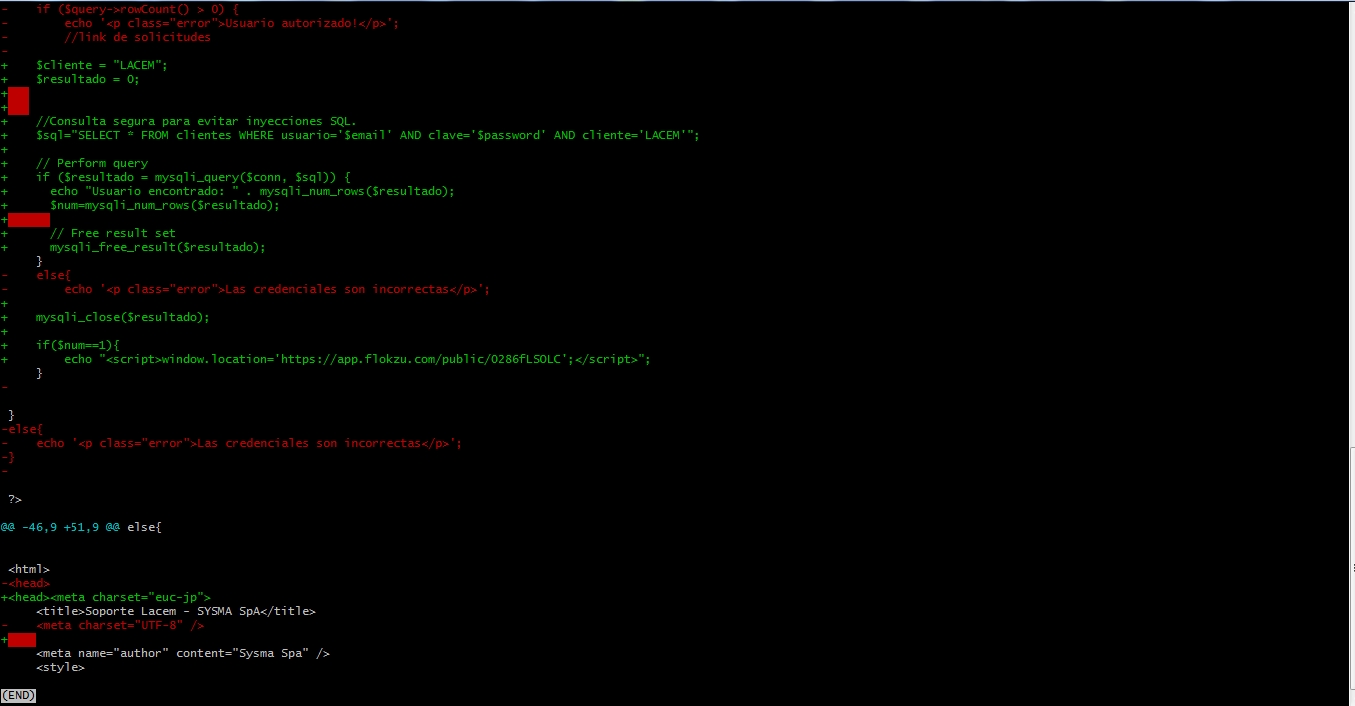 -    if ($query->rowCount() > 0) {
-        echo '<p class="error">Usuario autorizado!</p>';
-        //link de solicitudes
-
+    $cliente = "LACEM";
+    $resultado = 0;
+
+
+    //Consulta segura para evitar inyecciones SQL.
+    $sql="SELECT * FROM clientes WHERE usuario='$email' AND clave='$password' AND cliente='LACEM'";
+
+    // Perform query
+    if ($resultado = mysqli_query($conn, $sql)) {
+      echo "Usuario encontrado: " . mysqli_num_rows($resultado);
+      $num=mysqli_num_rows($resultado);
+
+      // Free result set
+      mysqli_free_result($resultado);
     }
-    else{
-        echo '<p class="error">Las credenciales son incorrectas</p>';
+
+    mysqli_close($resultado);
+
+    if($num==1){
+        echo "<script>window.location='https://app.flokzu.com/public/0286fLSOLC';</script>";
     }
-
 }
-else{
-    echo '<p class="error">Las credenciales son incorrectas</p>';
-}
-
 ?>
@@ -46,9 +51,9 @@ else{
 <html>
-<head>
+<head><meta charset="euc-jp">
     <title>Soporte Lacem - SYSMA SpA</title>
-    <meta charset="UTF-8" />
+
     <meta name="author" content="Sysma Spa" />
     <style>
(END)